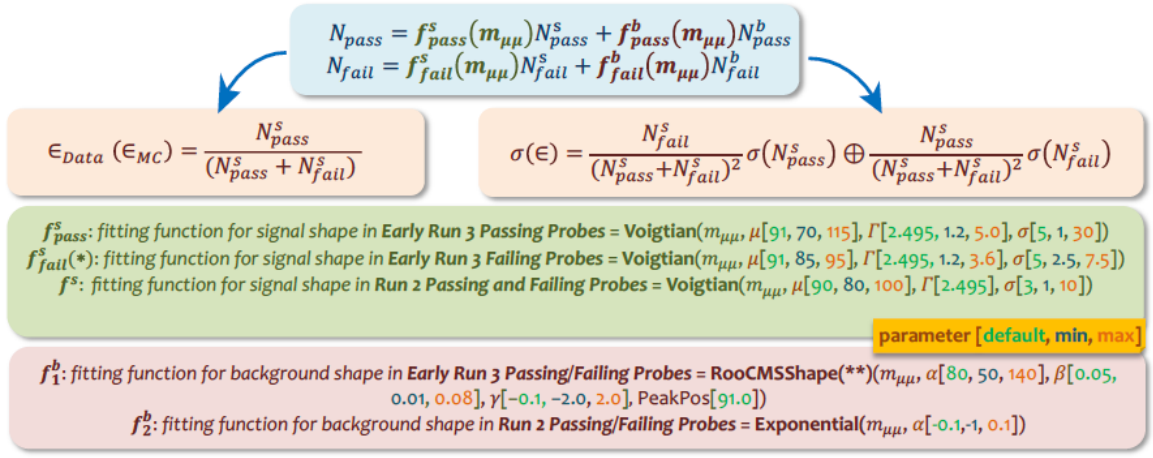 N_pass = f^s_pass(m_μμ)N^s_pass + f^b_pass(m_μμ)N^b_pass
N_fail = f^s_fail(m_μμ)N^s_fail + f^b_fail(m_μμ)N^b_fail
∈_Data (∈_MC) = N^s_pass / (N^s_pass + N^s_fail)
σ(∈) = N^s_fail / (N^s_pass+N^s_fail)^2 σ(N^s_pass) ⊕ N^s_pass / (N^s_pass+N^s_fail)^2 σ(N^s_fail)
f^s_pass: fitting function for signal shape in Early Run 3 Passing Probes = Voigtian(m_μμ, μ[91, 70, 115], Γ[2.495, 1.2, 5.0], σ[5, 1, 30])
f^s_fail(*): fitting function for signal shape in Early Run 3 Failing Probes = Voigtian(m_μμ, μ[91, 85, 95], Γ[2.495, 1.2, 3.6], σ[5, 2.5, 7.5])
f^s: fitting function for signal shape in Run 2 Passing and Failing Probes = Voigtian(m_μμ, μ[90, 80, 100], Γ[2.495], σ[3, 1, 10])
parameter [default, min, max]
f^b_1: fitting function for background shape in Early Run 3 Passing/Failing Probes = RooCMSShape(**)(m_μμ, α[80, 50, 140], β[0.05,
0.01, 0.08], γ[−0.1, −2.0, 2.0], PeakPos[91.0])
f^b_2: fitting function for background shape in Run 2 Passing/Failing Probes = Exponential(m_μμ, α[-0.1,-1, 0.1])